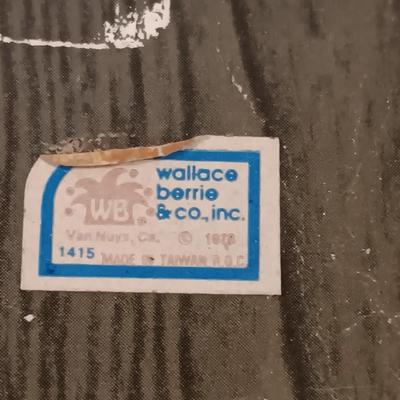 wallace
berrie
& co., inc.
WB ®
Van Nuys, Ca. ©
1415 MADE IN TAIWAN R.O.C.